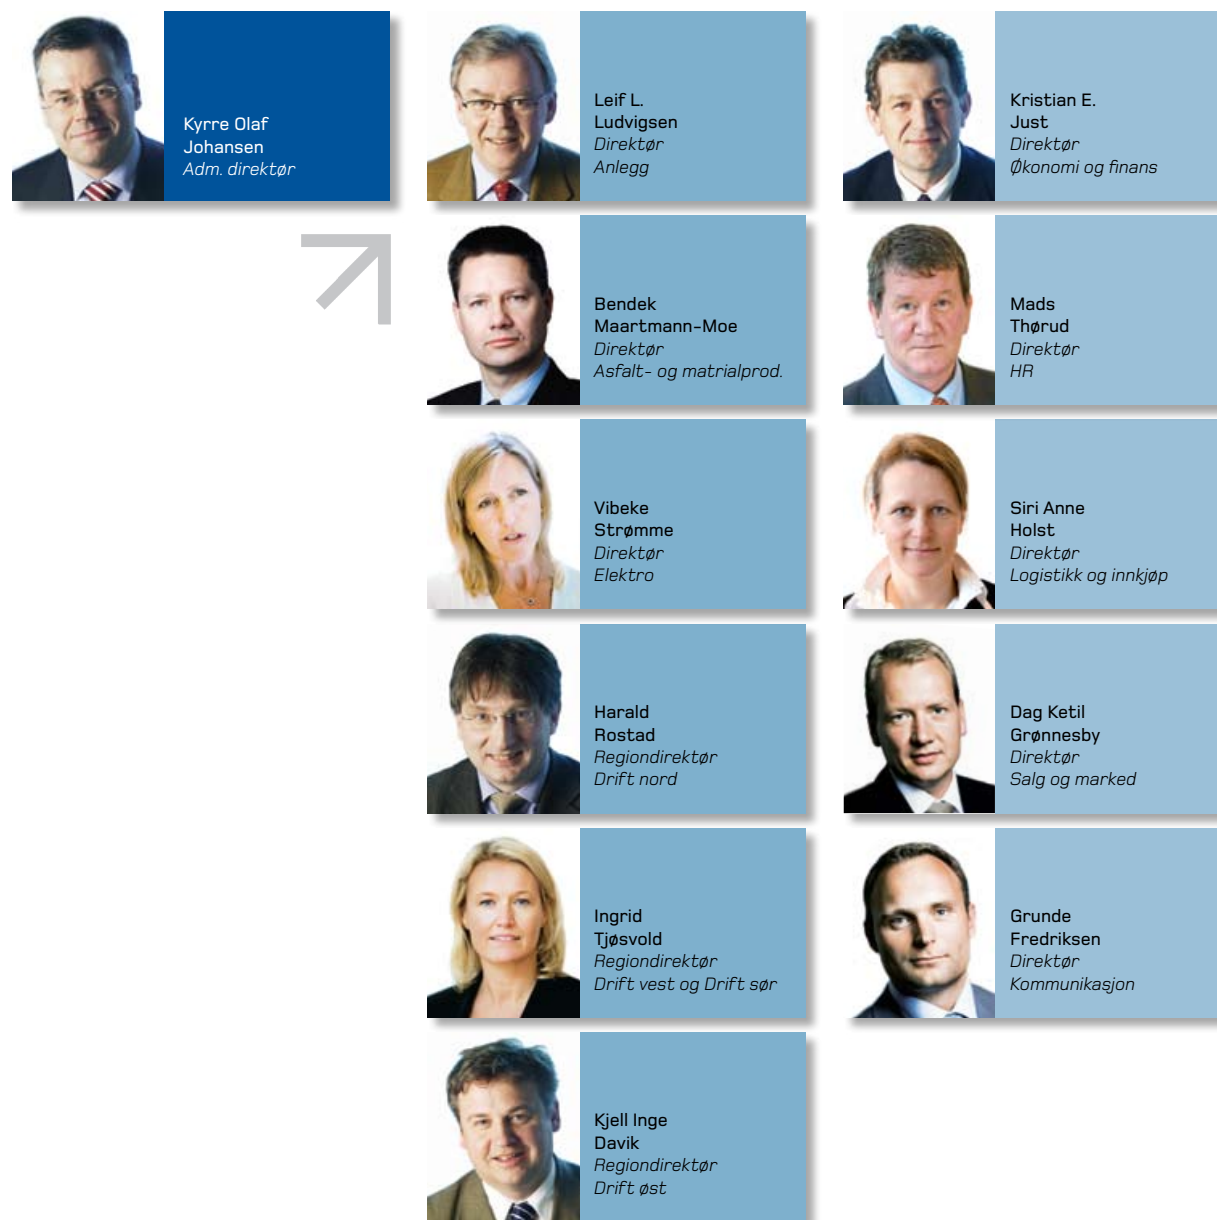 Kyrre Olaf
Johansen
Adm. direktør
Leif L.
Ludvigsen
Direktør
Anlegg
Bendek
Maartmann-Moe
Direktør
Asfalt- og matrialprod.
Vibeke
Strømme
Direktør
Elektro
Harald
Rostad
Regiondirektør
Drift nord
Ingrid
Tjøsvold
Regiondirektør
Drift vest og Drift sør
Kjell Inge
Davik
Regiondirektør
Drift øst
Kristian E.
Just
Direktør
Økonomi og finans
Mads
Thørud
Direktør
HR
Siri Anne
Holst
Direktør
Logistikk og innkjøp
Dag Ketil
Grønnesby
Direktør
Salg og marked
Grunde
Fredriksen
Direktør
Kommunikasjon